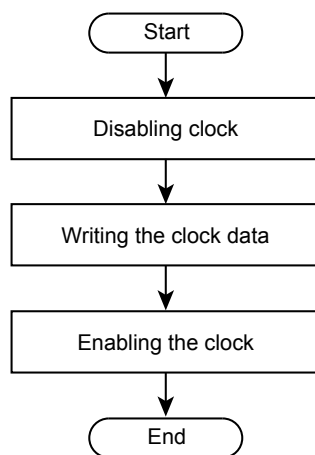 Start
Disabling clock
Writing the clock data
Enabling the clock
End